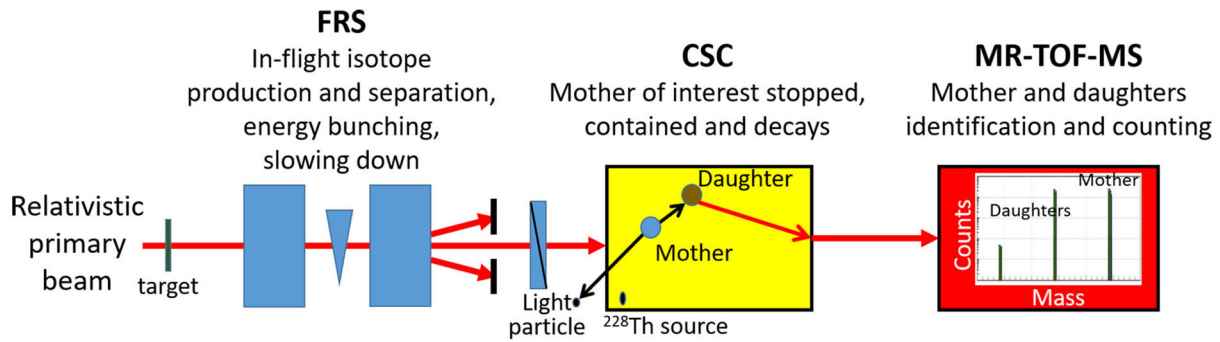 FRS
In-flight isotope
production and separation,
energy bunching,
slowing down
CSC
Mother of interest stopped,
contained and decays
MR-TOF-MS
Mother and daughters
identification and counting
Relativistic
primary
beam
target
Light
particle
Daughter
Mother
228Th source
Mother
Daughters
Counts
Mass